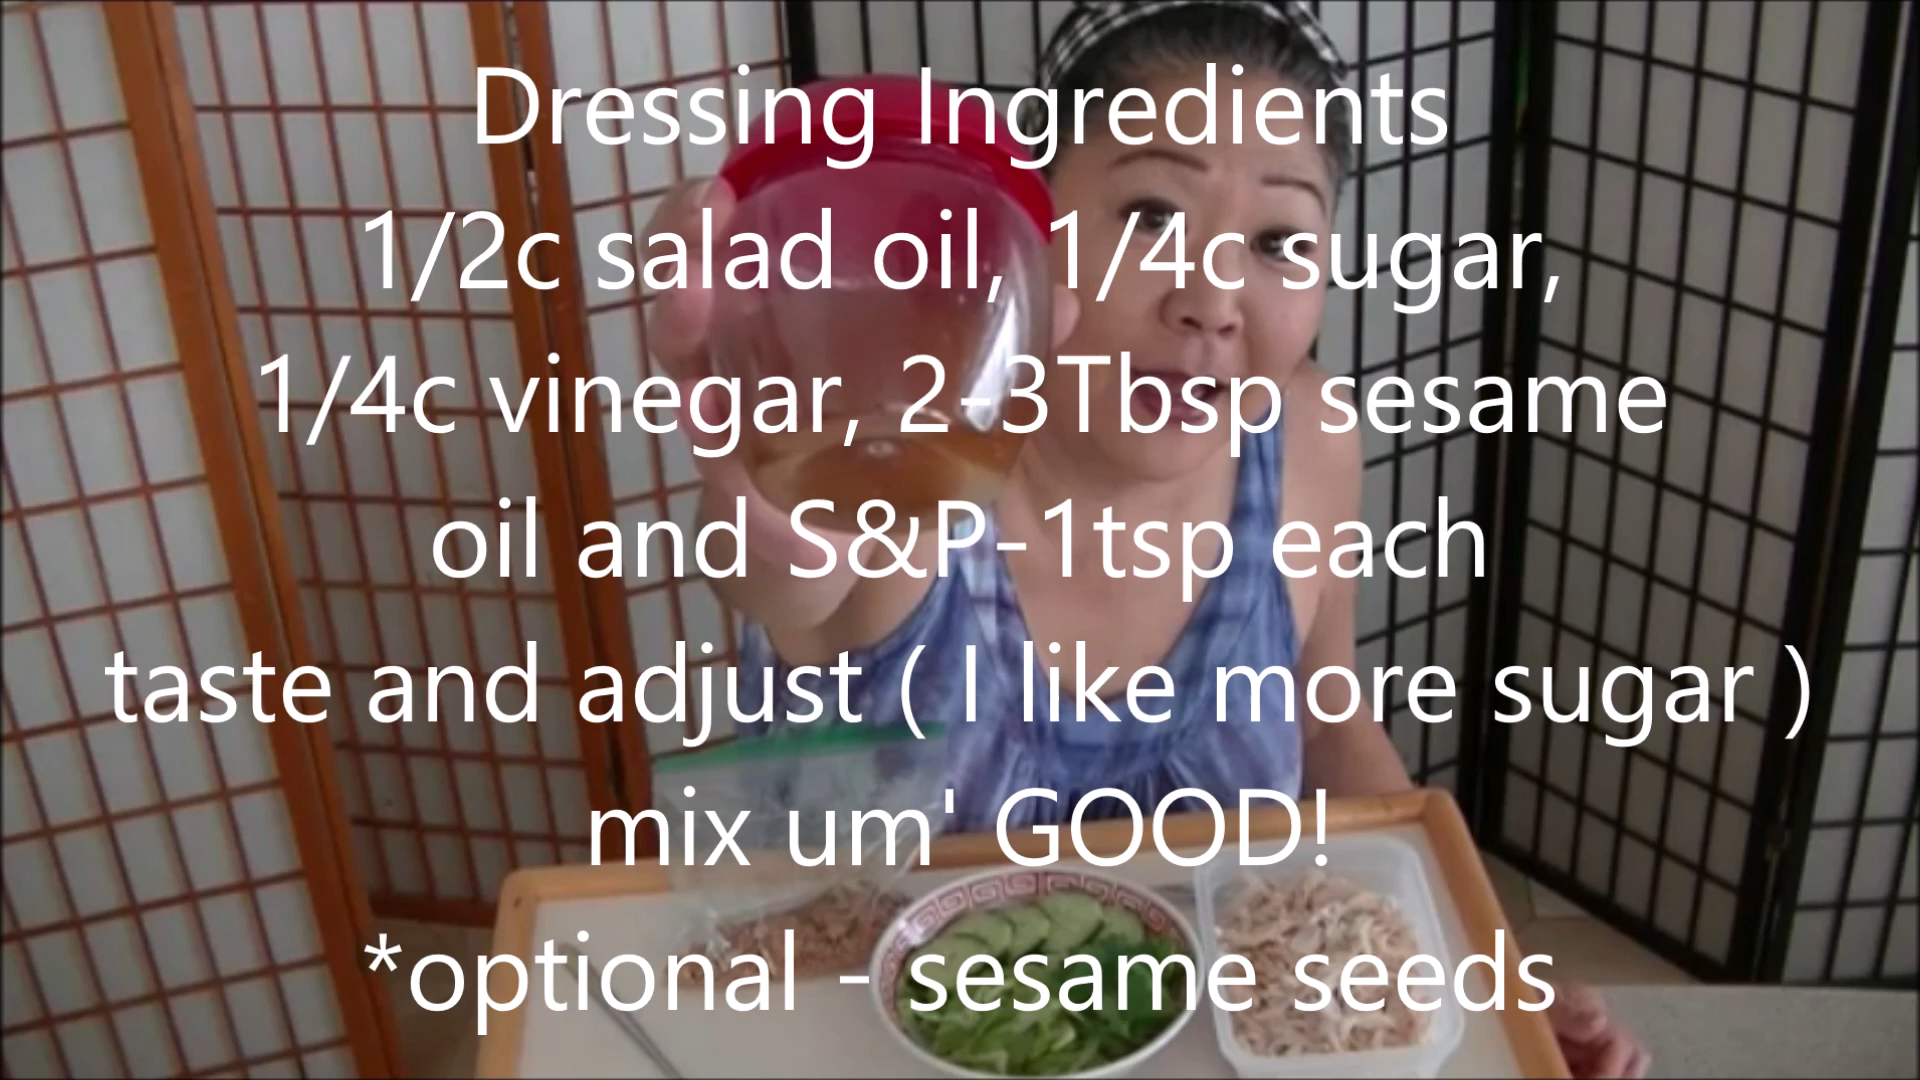 Dressing Ingredients
1/2c salad oil, 1/4c sugar,
1/4c vinegar, 2-3Tbsp sesame
oil and S&P-1tsp each
taste and adjust ( I like more sugar )
mix um' GOOD!
*optional - sesame seeds